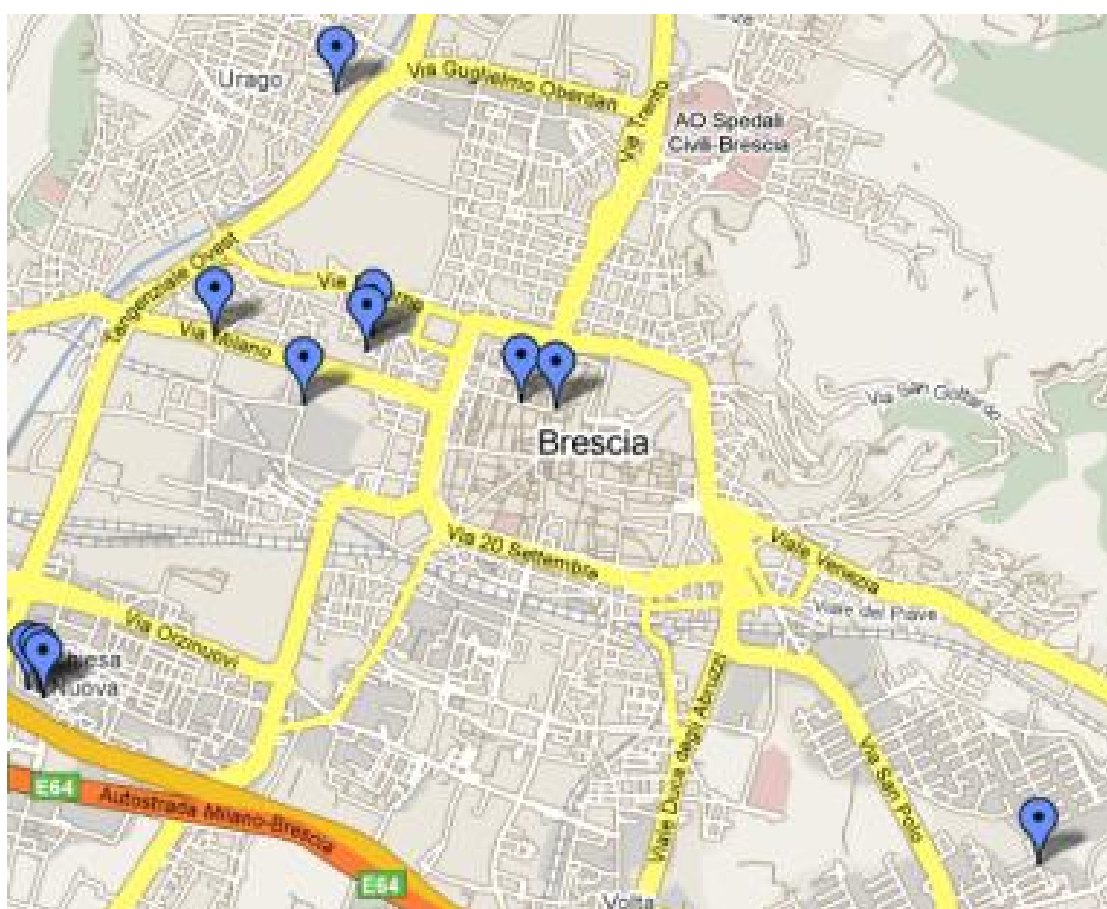 Urago
Via Guglielmo Oberdan
Via Trento
AO Spedali
Civili-Brescia
Tangenziale Ovest
Via
Via Milano
Via San Gottardo
Brescia
Via 20 Settembre
Viale Venezia
Viale del Piave
Via Orzinuovi
Nuova
Viale Duca degli Abruzzi
Via San Polo
E64
Autostrada Milano-Brescia
E64
Volta